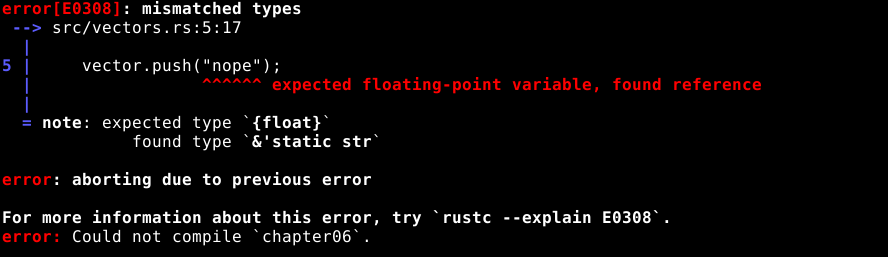 error[E0308]: mismatched types
 --> src/vectors.rs:5:17
  |
5 |     vector.push("nope");
  |                 ^^^^^^ expected floating-point variable, found reference
  |
  = note: expected type `{float}`
             found type `&'static str`

error: aborting due to previous error

For more information about this error, try `rustc --explain E0308`.
error: Could not compile `chapter06`.